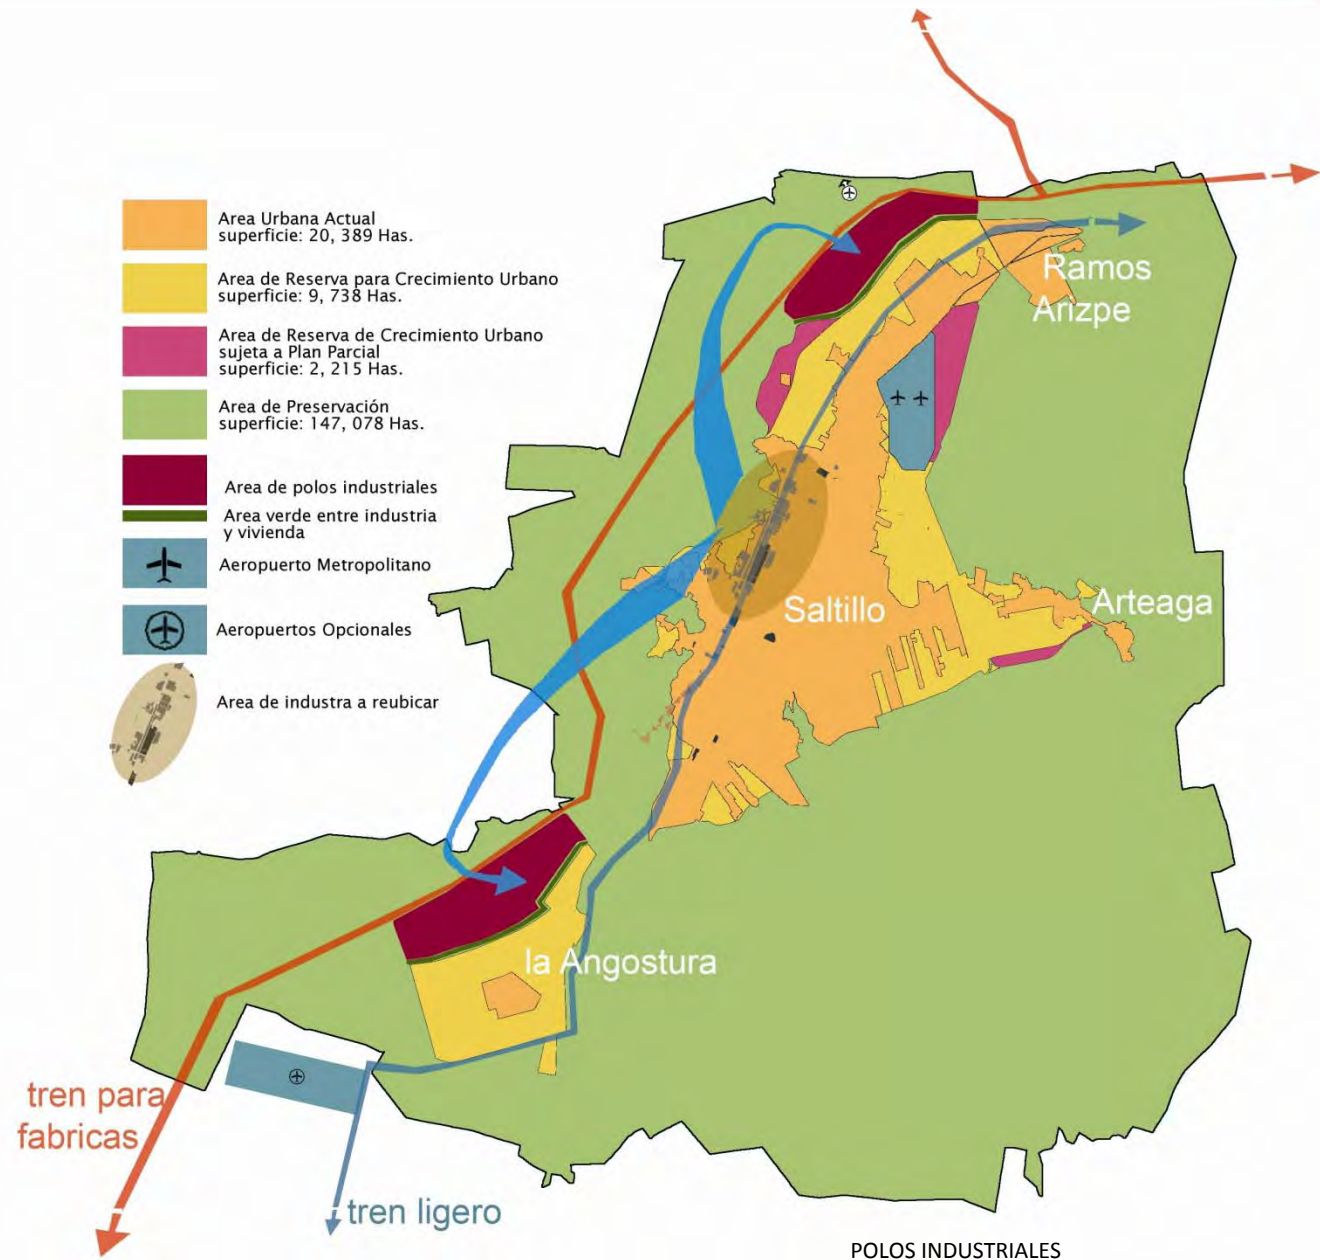 Area Urbana Actual
superficie: 20, 389 Has.
Area de Reserva para Crecimiento Urbano
superficie: 9, 738 Has.
Area de Reserva de Crecimiento Urbano
sujeta a Plan Parcial
superficie: 2, 215 Has.
Area de Preservación
superficie: 147, 078 Has.
Area de polos industriales
Area verde entre industria
y vivienda
Aeropuerto Metropolitano
Aeropuertos Opcionales
Area de industra a reubicar
Ramos
Arizpe
Saltillo
Arteaga
la Angostura
tren para
fabricas
tren ligero
POLOS INDUSTRIALES